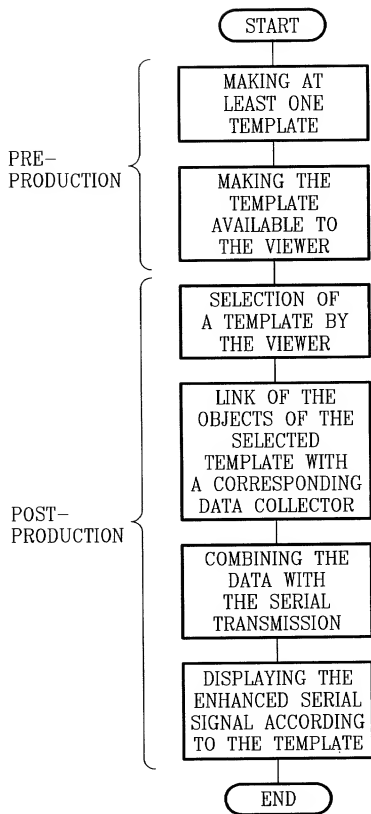 START
MAKING AT
LEAST ONE
TEMPLATE
PRE-
PRODUCTION
MAKING THE
TEMPLATE
AVAILABLE TO
THE VIEWER
SELECTION OF
A TEMPLATE BY
THE VIEWER
LINK OF THE
OBJECTS OF THE
SELECTED
TEMPLATE WITH
A CORRESPONDING
DATA COLLECTOR
POST-
PRODUCTION
COMBINING THE
DATA WITH
THE SERIAL
TRANSMISSION
DISPLAYING THE
ENHANCED SERIAL
SIGNAL ACCORDING
TO THE TEMPLATE
END